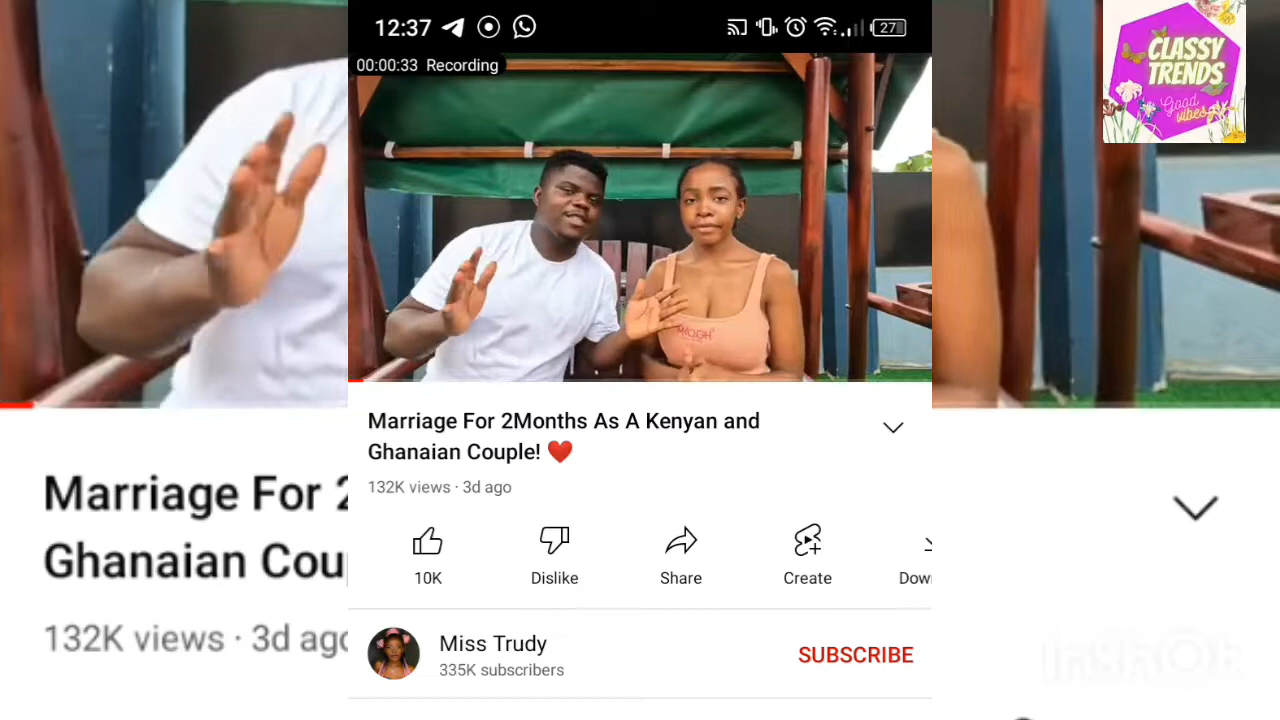 12:37
27
00:00:33 Recording
CLASSY
TRENDS
Good
vibes
Marriage For 2Months As A Kenyan and
Ghanaian Couple! ❤️
132K views · 3d ago
10K
Dislike
Share
Create
Dow
Miss Trudy
335K subscribers
SUBSCRIBE
Marriage For 2
Ghanaian Cou
132K views · 3d ago
InShOt